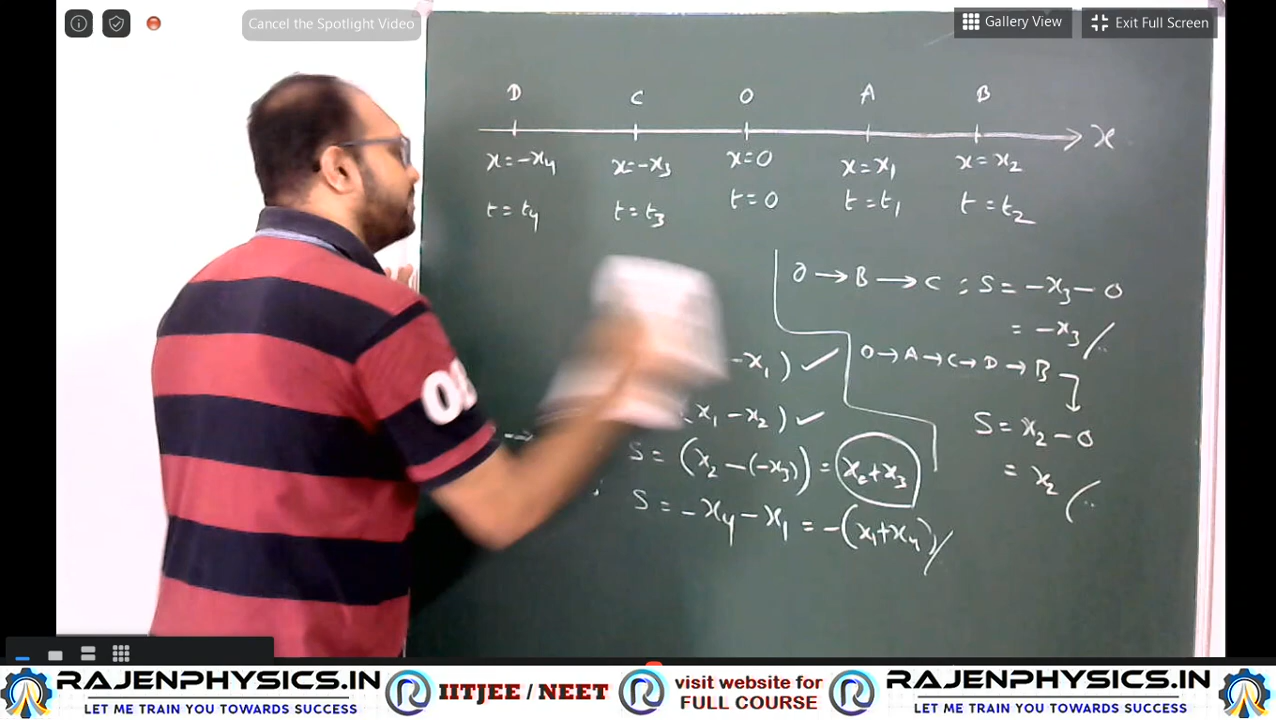 Cancel the Spotlight Video
Gallery View
Exit Full Screen
D C O A B
x
x=-x₄ x=-x₃ x=0 x=x₁ x=x₂
t=t₄ t=t₃ t=0 t=t₁ t=t₂
O→B→C : S = -x₃-0
= -x₃
-x₁) ✓
O→A→C→D→B
x₁-x₂) ✓
S = x₂-0
S = (x₂-(-x₃)) = x₂+x₃
= x₂
: S = -x₄-x₁ = -(x₁+x₄)
RAJENPHYSICS.IN
LET ME TRAIN YOU TOWARDS SUCCESS
IITJEE / NEET
visit website for
FULL COURSE
RAJENPHYSICS.IN
LET ME TRAIN YOU TOWARDS SUCCESS